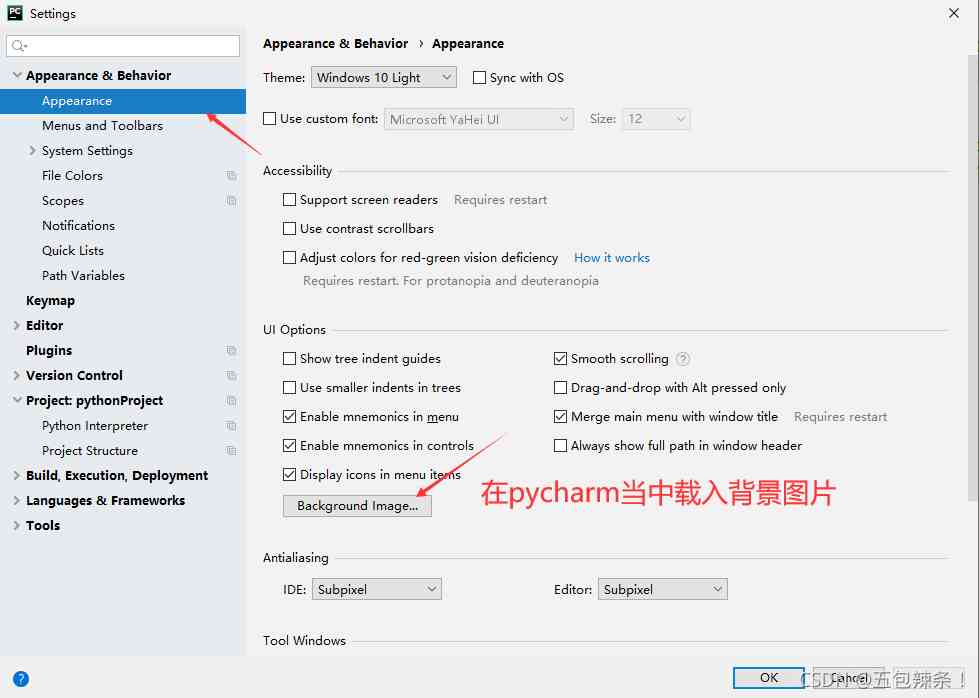 PC Settings
Appearance & Behavior
Appearance
Menus and Toolbars
System Settings
File Colors
Scopes
Notifications
Quick Lists
Path Variables
Keymap
Editor
Plugins
Version Control
Project: pythonProject
Python Interpreter
Project Structure
Build, Execution, Deployment
Languages & Frameworks
Tools
Appearance & Behavior › Appearance
Theme: Windows 10 Light Sync with OS
Use custom font: Microsoft YaHei UI Size: 12
Accessibility
Support screen readers Requires restart
Use contrast scrollbars
Adjust colors for red-green vision deficiency How it works
Requires restart. For protanopia and deuteranopia
UI Options
Show tree indent guides Smooth scrolling ?
Use smaller indents in trees Drag-and-drop with Alt pressed only
Enable mnemonics in menu Merge main menu with window title Requires restart
Enable mnemonics in controls Always show full path in window header
Display icons in menu items
Background Image...
在pycharm当中载入背景图片
Antialiasing
IDE: Subpixel Editor: Subpixel
Tool Windows
? OK Cancel
CSDN @五包辣条！